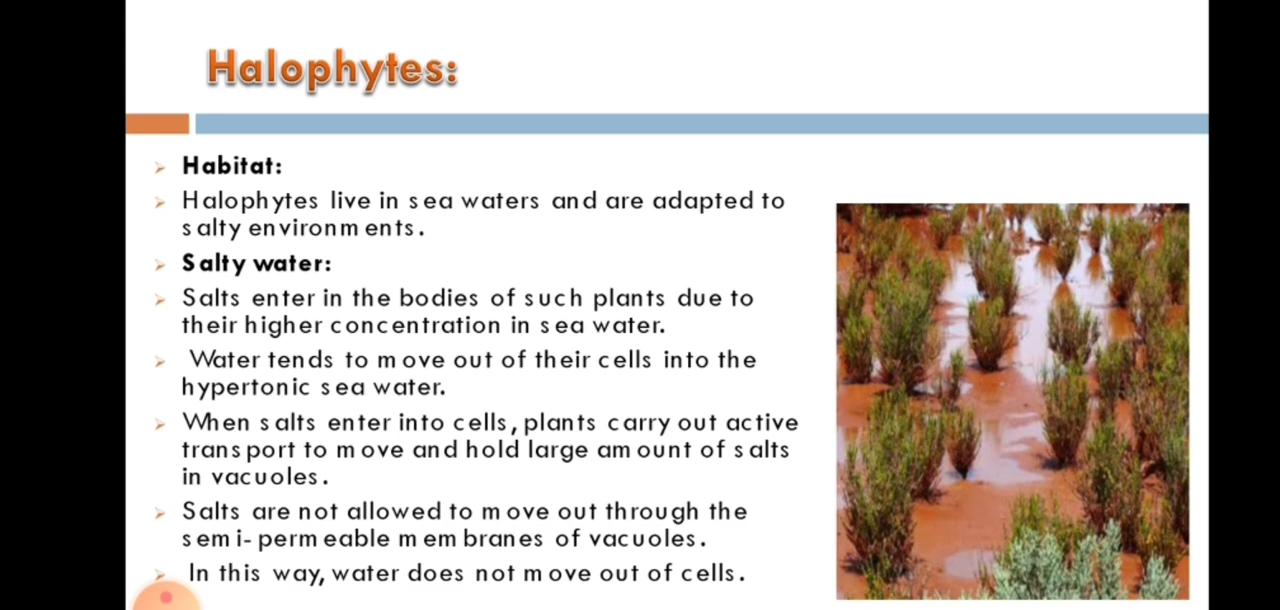 Halophytes:
Habitat:
Halophytes live in sea waters and are adapted to
salty environments.
Salty water:
Salts enter in the bodies of such plants due to
their higher concentration in sea water.
Water tends to move out of their cells into the
hypertonic sea water.
When salts enter into cells, plants carry out active
transport to move and hold large amount of salts
in vacuoles.
Salts are not allowed to move out through the
semi-permeable membranes of vacuoles.
In this way, water does not move out of cells.